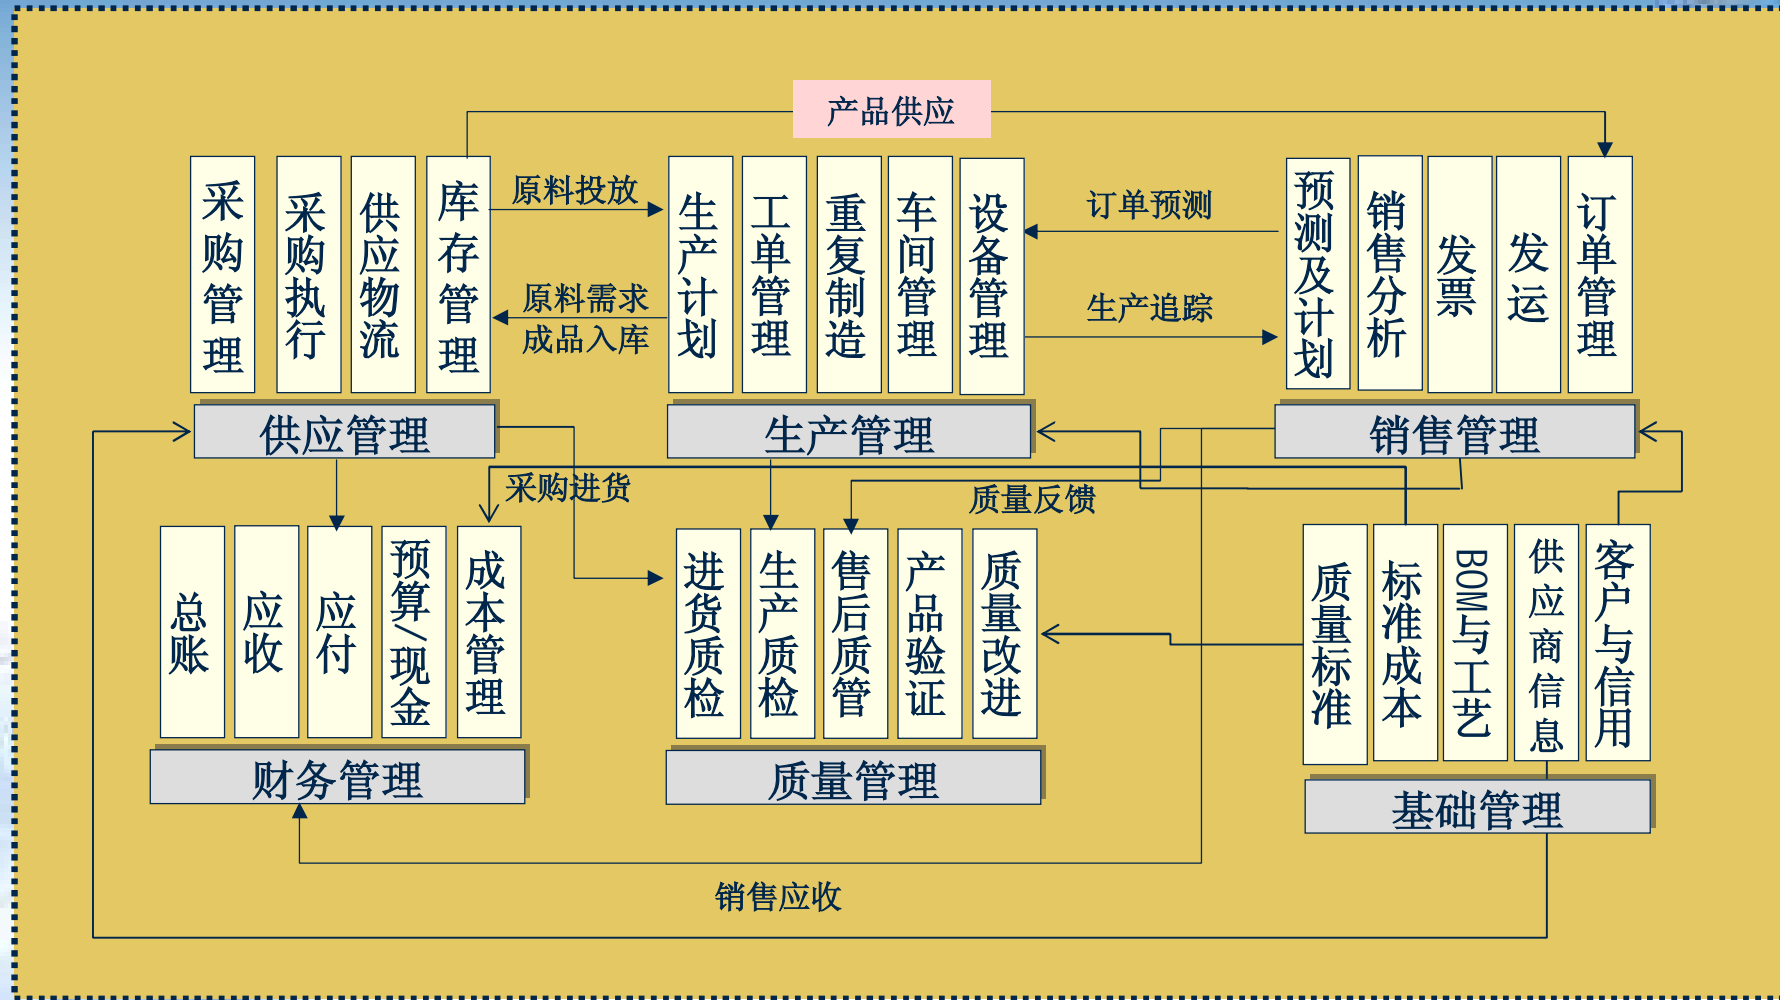 产品供应
采购管理
采购执行
供应物流
库存管理
原料投放
原料需求
成品入库
生产计划
工单管理
重复制造
车间管理
设备管理
订单预测
生产追踪
预测及计划
销售分析
发票
发运
订单管理
供应管理
生产管理
销售管理
采购进货
质量反馈
总账
应收
应付
预算/现金
成本管理
进货质检
生产质检
售后质管
产品验证
质量改进
质量标准
标准成本
BOM与工艺
供应商信息
客户与信用
财务管理
质量管理
基础管理
销售应收